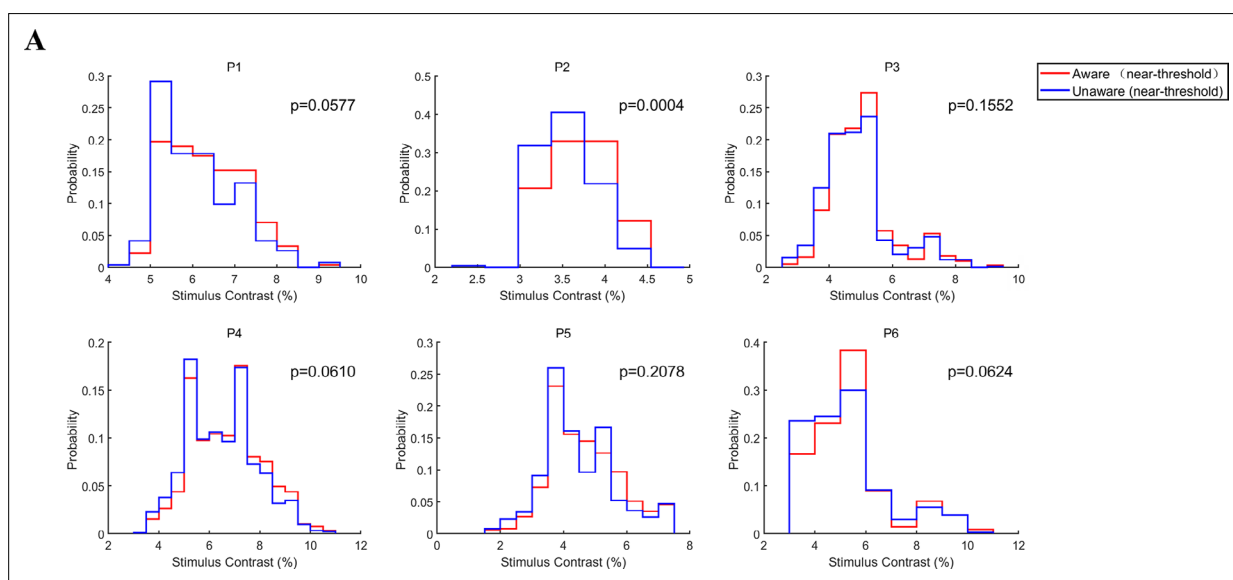 A
P1
P2
P3
Aware （near-threshold）
Unaware (near-threshold)
0.3
0.25
0.2
0.15
0.1
0.05
0
Probability
p=0.0577
4 5 6 7 8 9 10
Stimulus Contrast (%)
0.5
0.4
0.3
0.2
0.1
0
Probability
p=0.0004
2 2.5 3 3.5 4 4.5 5
Stimulus Contrast (%)
0.3
0.25
0.2
0.15
0.1
0.05
0
Probability
p=0.1552
2 4 6 8 10
Stimulus Contrast (%)
P4
P5
P6
0.2
0.15
0.1
0.05
0
Probability
p=0.0610
2 4 6 8 10 12
Stimulus Contrast (%)
0.3
0.25
0.2
0.15
0.1
0.05
0
Probability
p=0.2078
0 2 4 6 8
Stimulus Contrast (%)
0.4
0.3
0.2
0.1
0
Probability
p=0.0624
2 4 6 8 10 12
Stimulus Contrast (%)